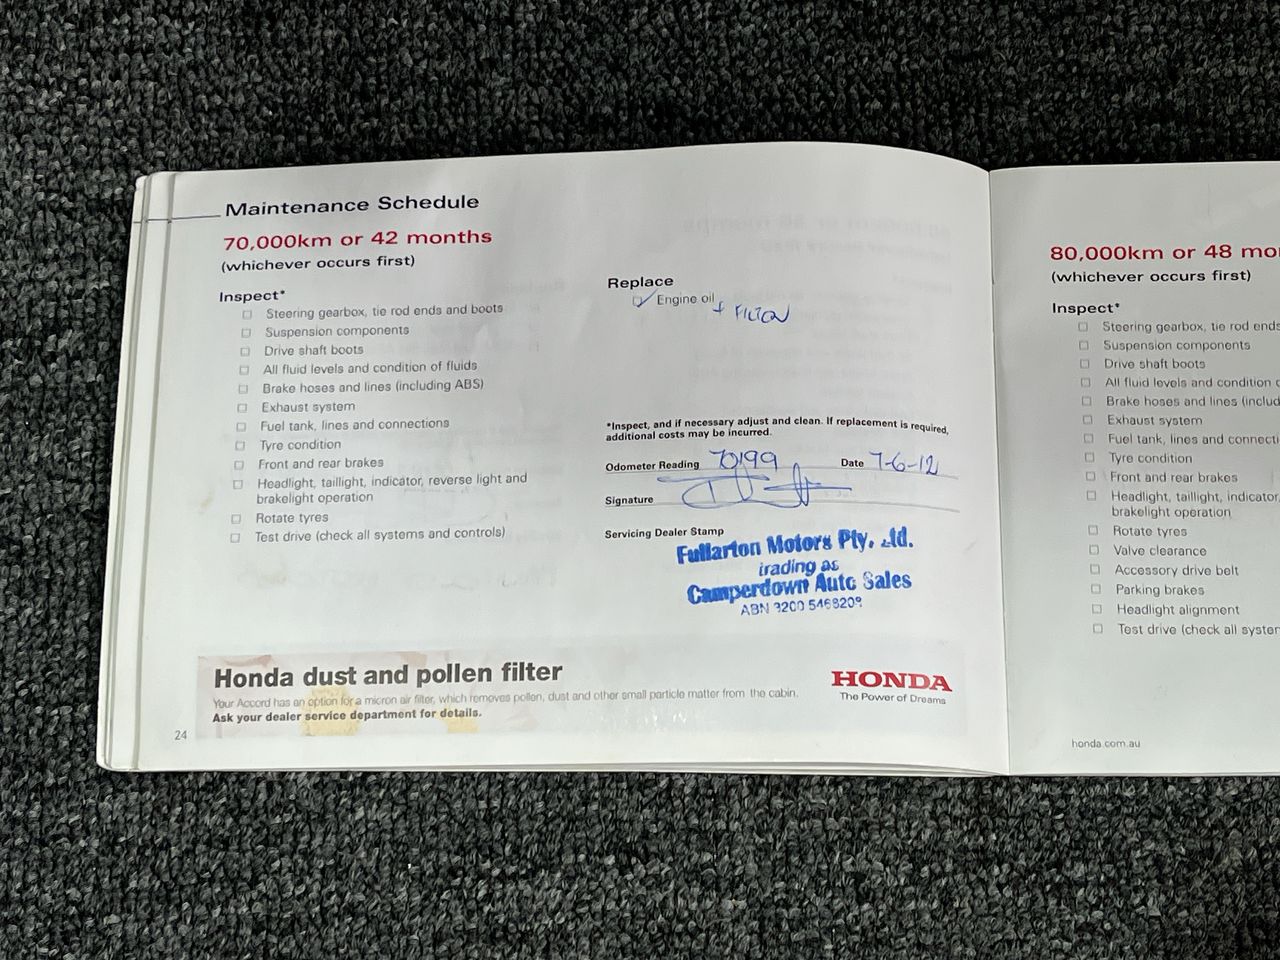 Maintenance Schedule
70,000km or 42 months
(whichever occurs first)
Inspect*
Steering gearbox, tie rod ends and boots
Suspension components
Drive shaft boots
All fluid levels and condition of fluids
Brake hoses and lines (including ABS)
Exhaust system
Fuel tank, lines and connections
Tyre condition
Front and rear brakes
Headlight, taillight, indicator, reverse light and
brakelight operation
Rotate tyres
Test drive (check all systems and controls)
Replace
Engine oil + FILTER
*Inspect, and if necessary adjust and clean. If replacement is required,
additional costs may be incurred.
Odometer Reading 70199 Date 7-6-12
Signature
Servicing Dealer Stamp
Fullarton Motors Pty. Ltd.
trading as
Camperdown Auto Sales
ABN 3200 5468209
Honda dust and pollen filter
Your Accord has an option for a micron air filter, which removes pollen, dust and other small particle matter from the cabin.
Ask your dealer service department for details.
HONDA
The Power of Dreams
24
80,000km or 48 mo
(whichever occurs first)
Inspect*
Steering gearbox, tie rod ends
Suspension components
Drive shaft boots
All fluid levels and condition o
Brake hoses and lines (includ
Exhaust system
Fuel tank, lines and connecti
Tyre condition
Front and rear brakes
Headlight, taillight, indicator,
brakelight operation
Rotate tyres
Valve clearance
Accessory drive belt
Parking brakes
Headlight alignment
Test drive (check all system
honda.com.au